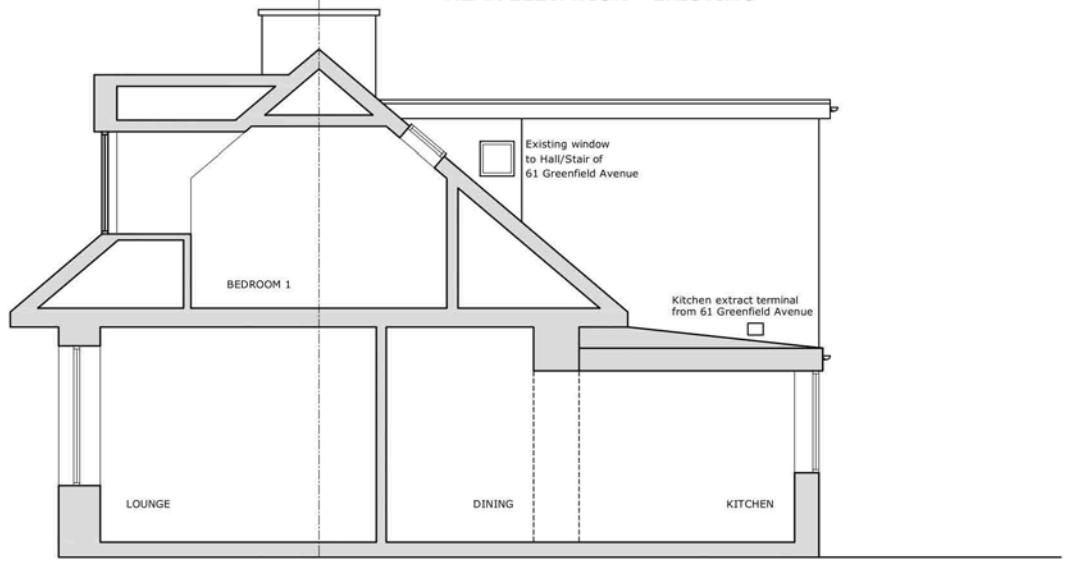 Existing window
to Hall/Stair of
61 Greenfield Avenue
BEDROOM 1
Kitchen extract terminal
from 61 Greenfield Avenue
LOUNGE
DINING
KITCHEN